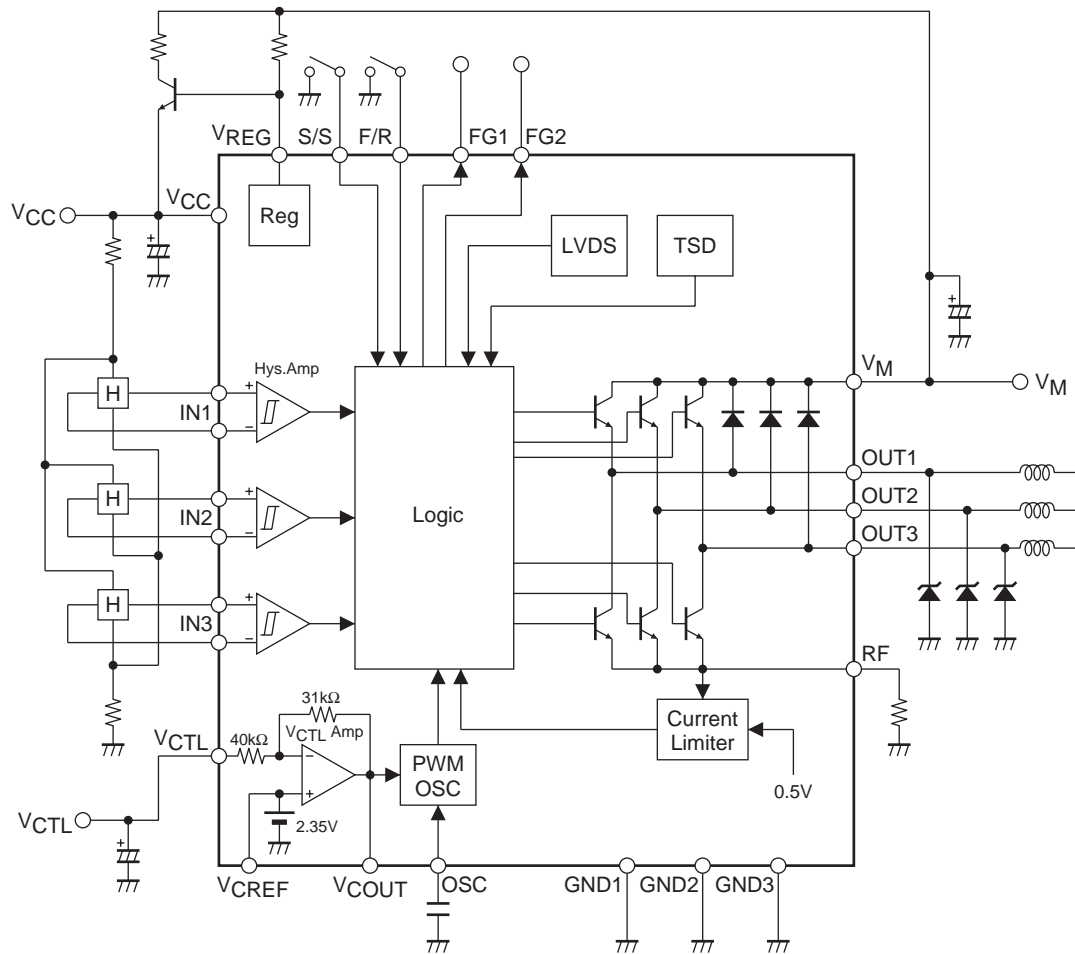 VREG
S/S
F/R
FG1
FG2
VCC
VCC
Reg
LVDS
TSD
+
+
Hys.Amp
VM
VM
H
+
IN1
−
OUT1
H
+
IN2
−
Logic
OUT2
OUT3
H
+
IN3
−
RF
31kΩ
VCTL
40kΩ
VCTL Amp
−
+
PWM
OSC
Current
Limiter
0.5V
2.35V
VCTL
+
VCREF
VCOUT
OSC
GND1
GND2
GND3